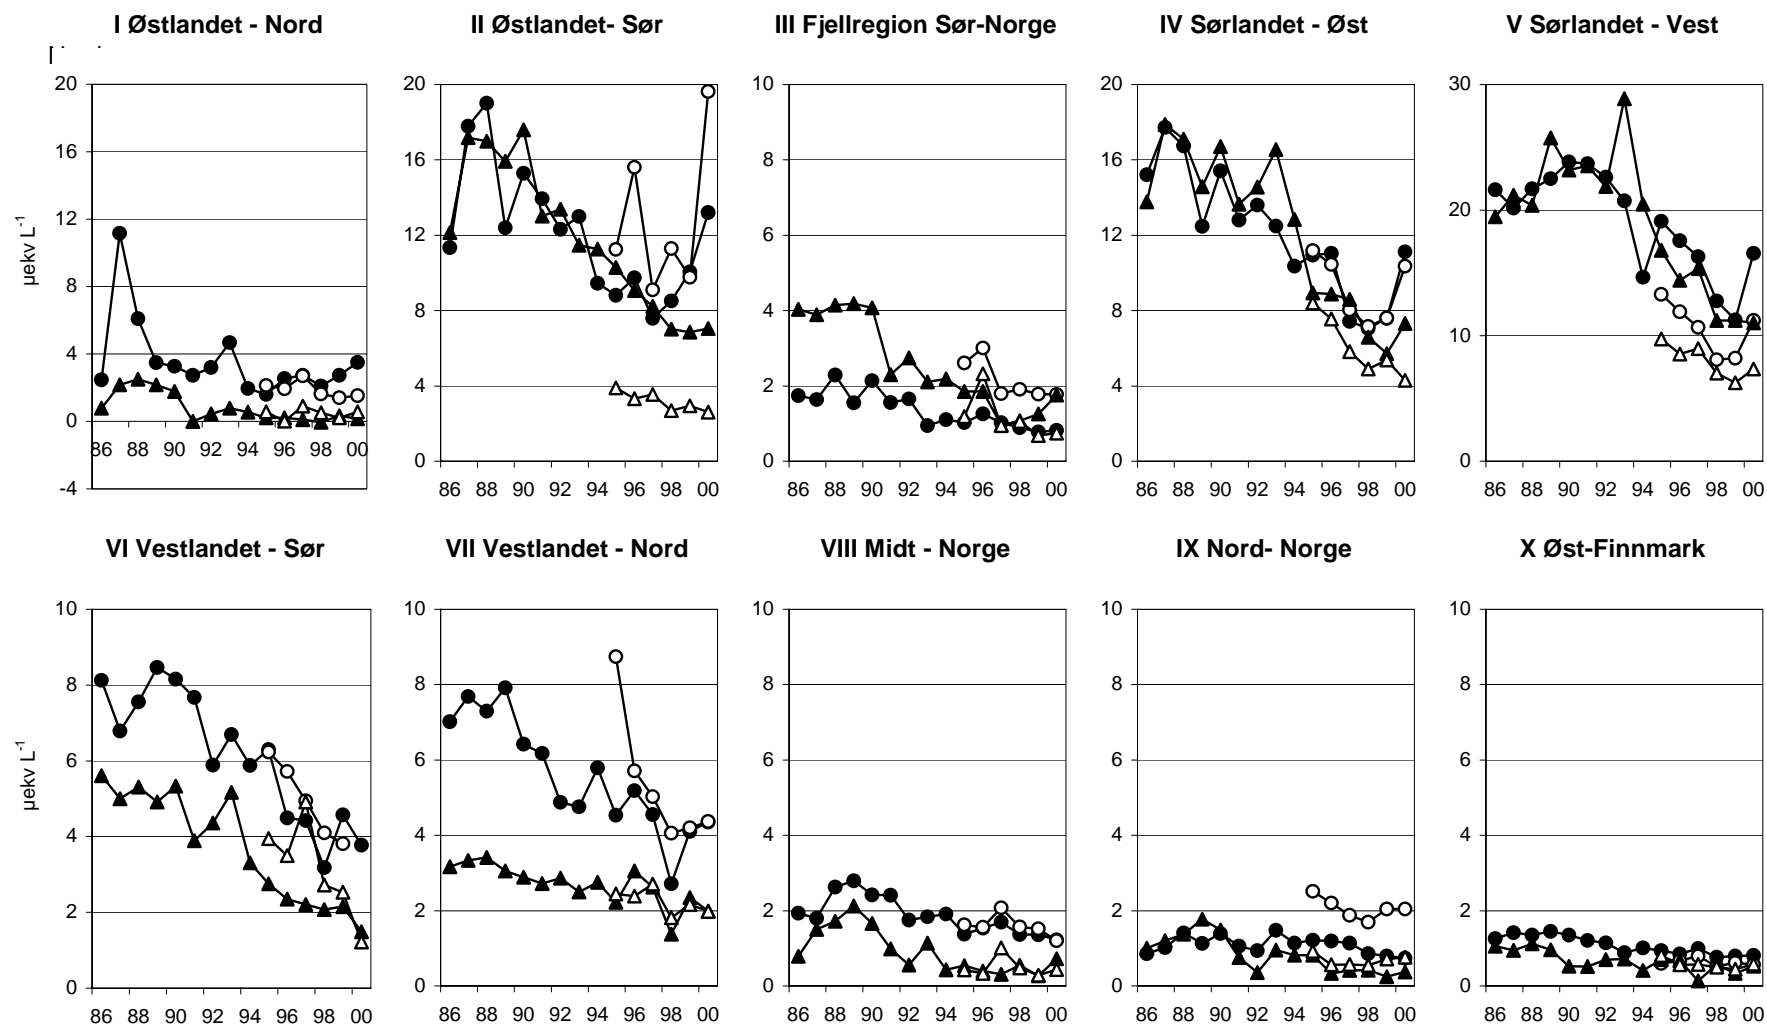 I Østlandet - Nord
II Østlandet- Sør
III Fjellregion Sør-Norge
IV Sørlandet - Øst
V Sørlandet - Vest
µekv L-1
20
16
12
8
4
0
-4
86 88 90 92 94 96 98 00
20
16
12
8
4
0
86 88 90 92 94 96 98 00
10
8
6
4
2
0
86 88 90 92 94 96 98 00
20
16
12
8
4
0
86 88 90 92 94 96 98 00
30
20
10
0
86 88 90 92 94 96 98 00
VI Vestlandet - Sør
VII Vestlandet - Nord
VIII Midt - Norge
IX Nord- Norge
X Øst-Finnmark
µekv L-1
10
8
6
4
2
0
86 88 90 92 94 96 98 00
10
8
6
4
2
0
86 88 90 92 94 96 98 00
10
8
6
4
2
0
86 88 90 92 94 96 98 00
10
8
6
4
2
0
86 88 90 92 94 96 98 00
10
8
6
4
2
0
86 88 90 92 94 96 98 00